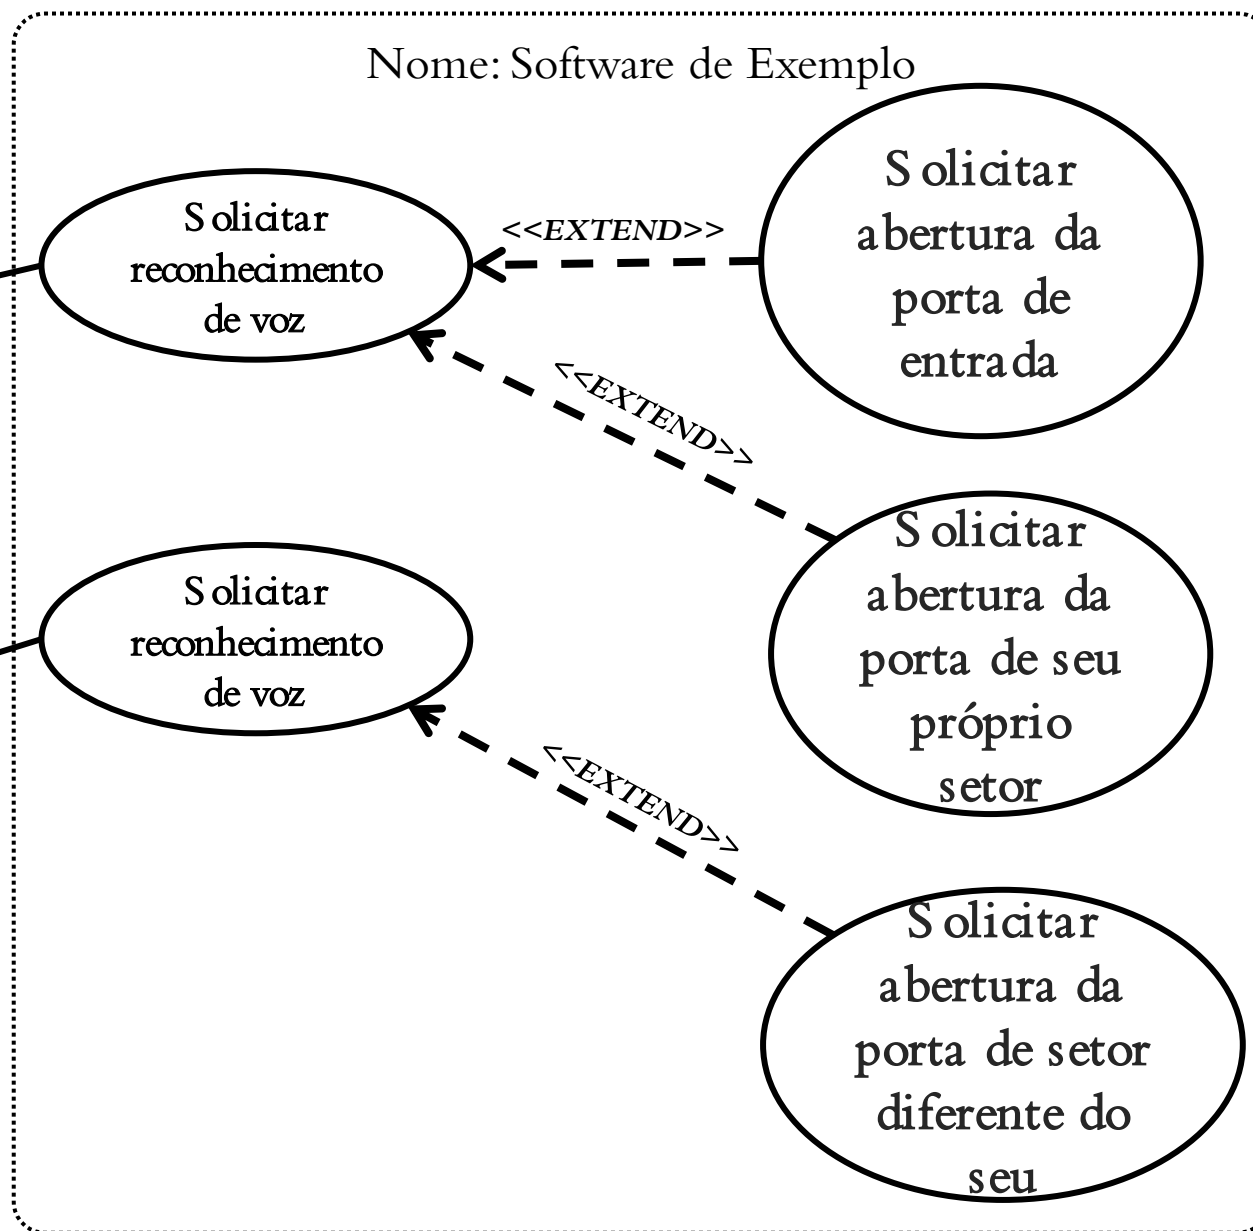 Nome: Software de Exemplo
Solicitar
reconhecimento
de voz
<<EXTEND>>
Solicitar
abertura da
porta de
entrada
<<EXTEND>>
Solicitar
abertura da
porta de seu
próprio
setor
Solicitar
reconhecimento
de voz
<<EXTEND>>
Solicitar
abertura da
porta de setor
diferente do
seu